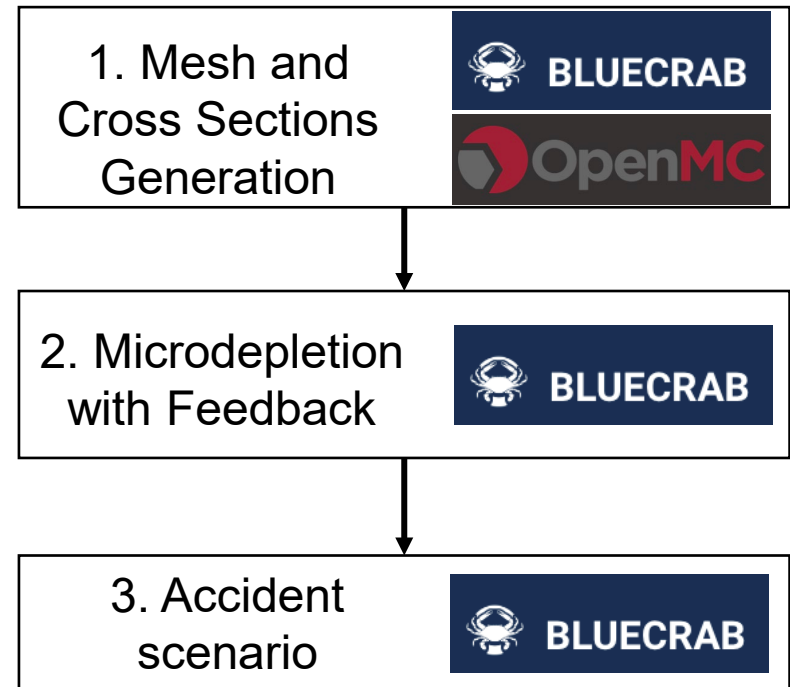 1. Mesh and
Cross Sections
Generation
BLUECRAB
OpenMC
2. Microdepletion
with Feedback
BLUECRAB
3. Accident
scenario
BLUECRAB